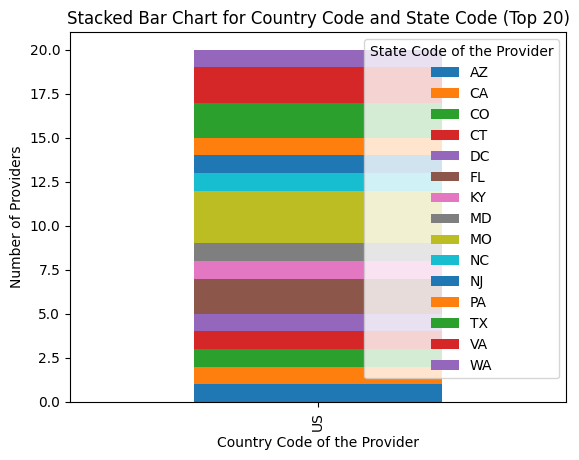 Stacked Bar Chart for Country Code and State Code (Top 20)
20.0
17.5
15.0
12.5
10.0
7.5
5.0
2.5
0.0
Number of Providers
State Code of the Provider
AZ
CA
CO
CT
DC
FL
KY
MD
MO
NC
NJ
PA
TX
VA
WA
US
Country Code of the Provider